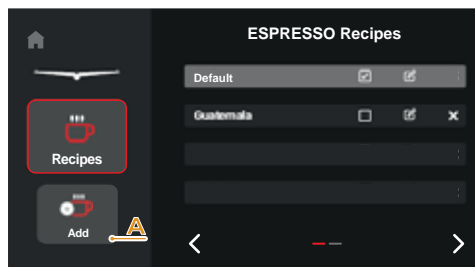 ESPRESSO Recipes
Default
Guatemala
Recipes
Add
A